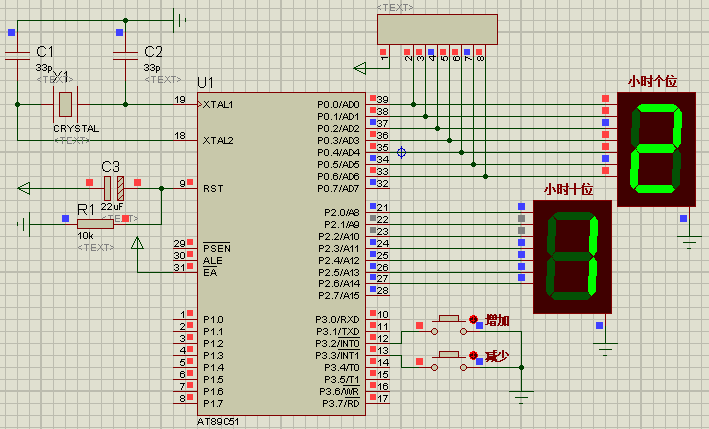 <TEXT>
C1
33p
<TEXT>
C2
33p
<TEXT>
Y1
CRYSTAL
<TEXT>
C3
22uF
<TEXT>
R1
10k
<TEXT>
U1
19 XTAL1
18 XTAL2
9 RST
29 PSEN
30 ALE
31 EA
1 P1.0
2 P1.1
3 P1.2
4 P1.3
5 P1.4
6 P1.5
7 P1.6
8 P1.7
P0.0/AD0 39
P0.1/AD1 38
P0.2/AD2 37
P0.3/AD3 36
P0.4/AD4 35
P0.5/AD5 34
P0.6/AD6 33
P0.7/AD7 32
P2.0/A8 21
P2.1/A9 22
P2.2/A10 23
P2.3/A11 24
P2.4/A12 25
P2.5/A13 26
P2.6/A14 27
P2.7/A15 28
P3.0/RXD 10
P3.1/TXD 11
P3.2/INT0 12
P3.3/INT1 13
P3.4/T0 14
P3.5/T1 15
P3.6/WR 16
P3.7/RD 17
AT89C51
1 2 3 4 5 6 7 8
小时个位
2
小时十位
1
增加
减少